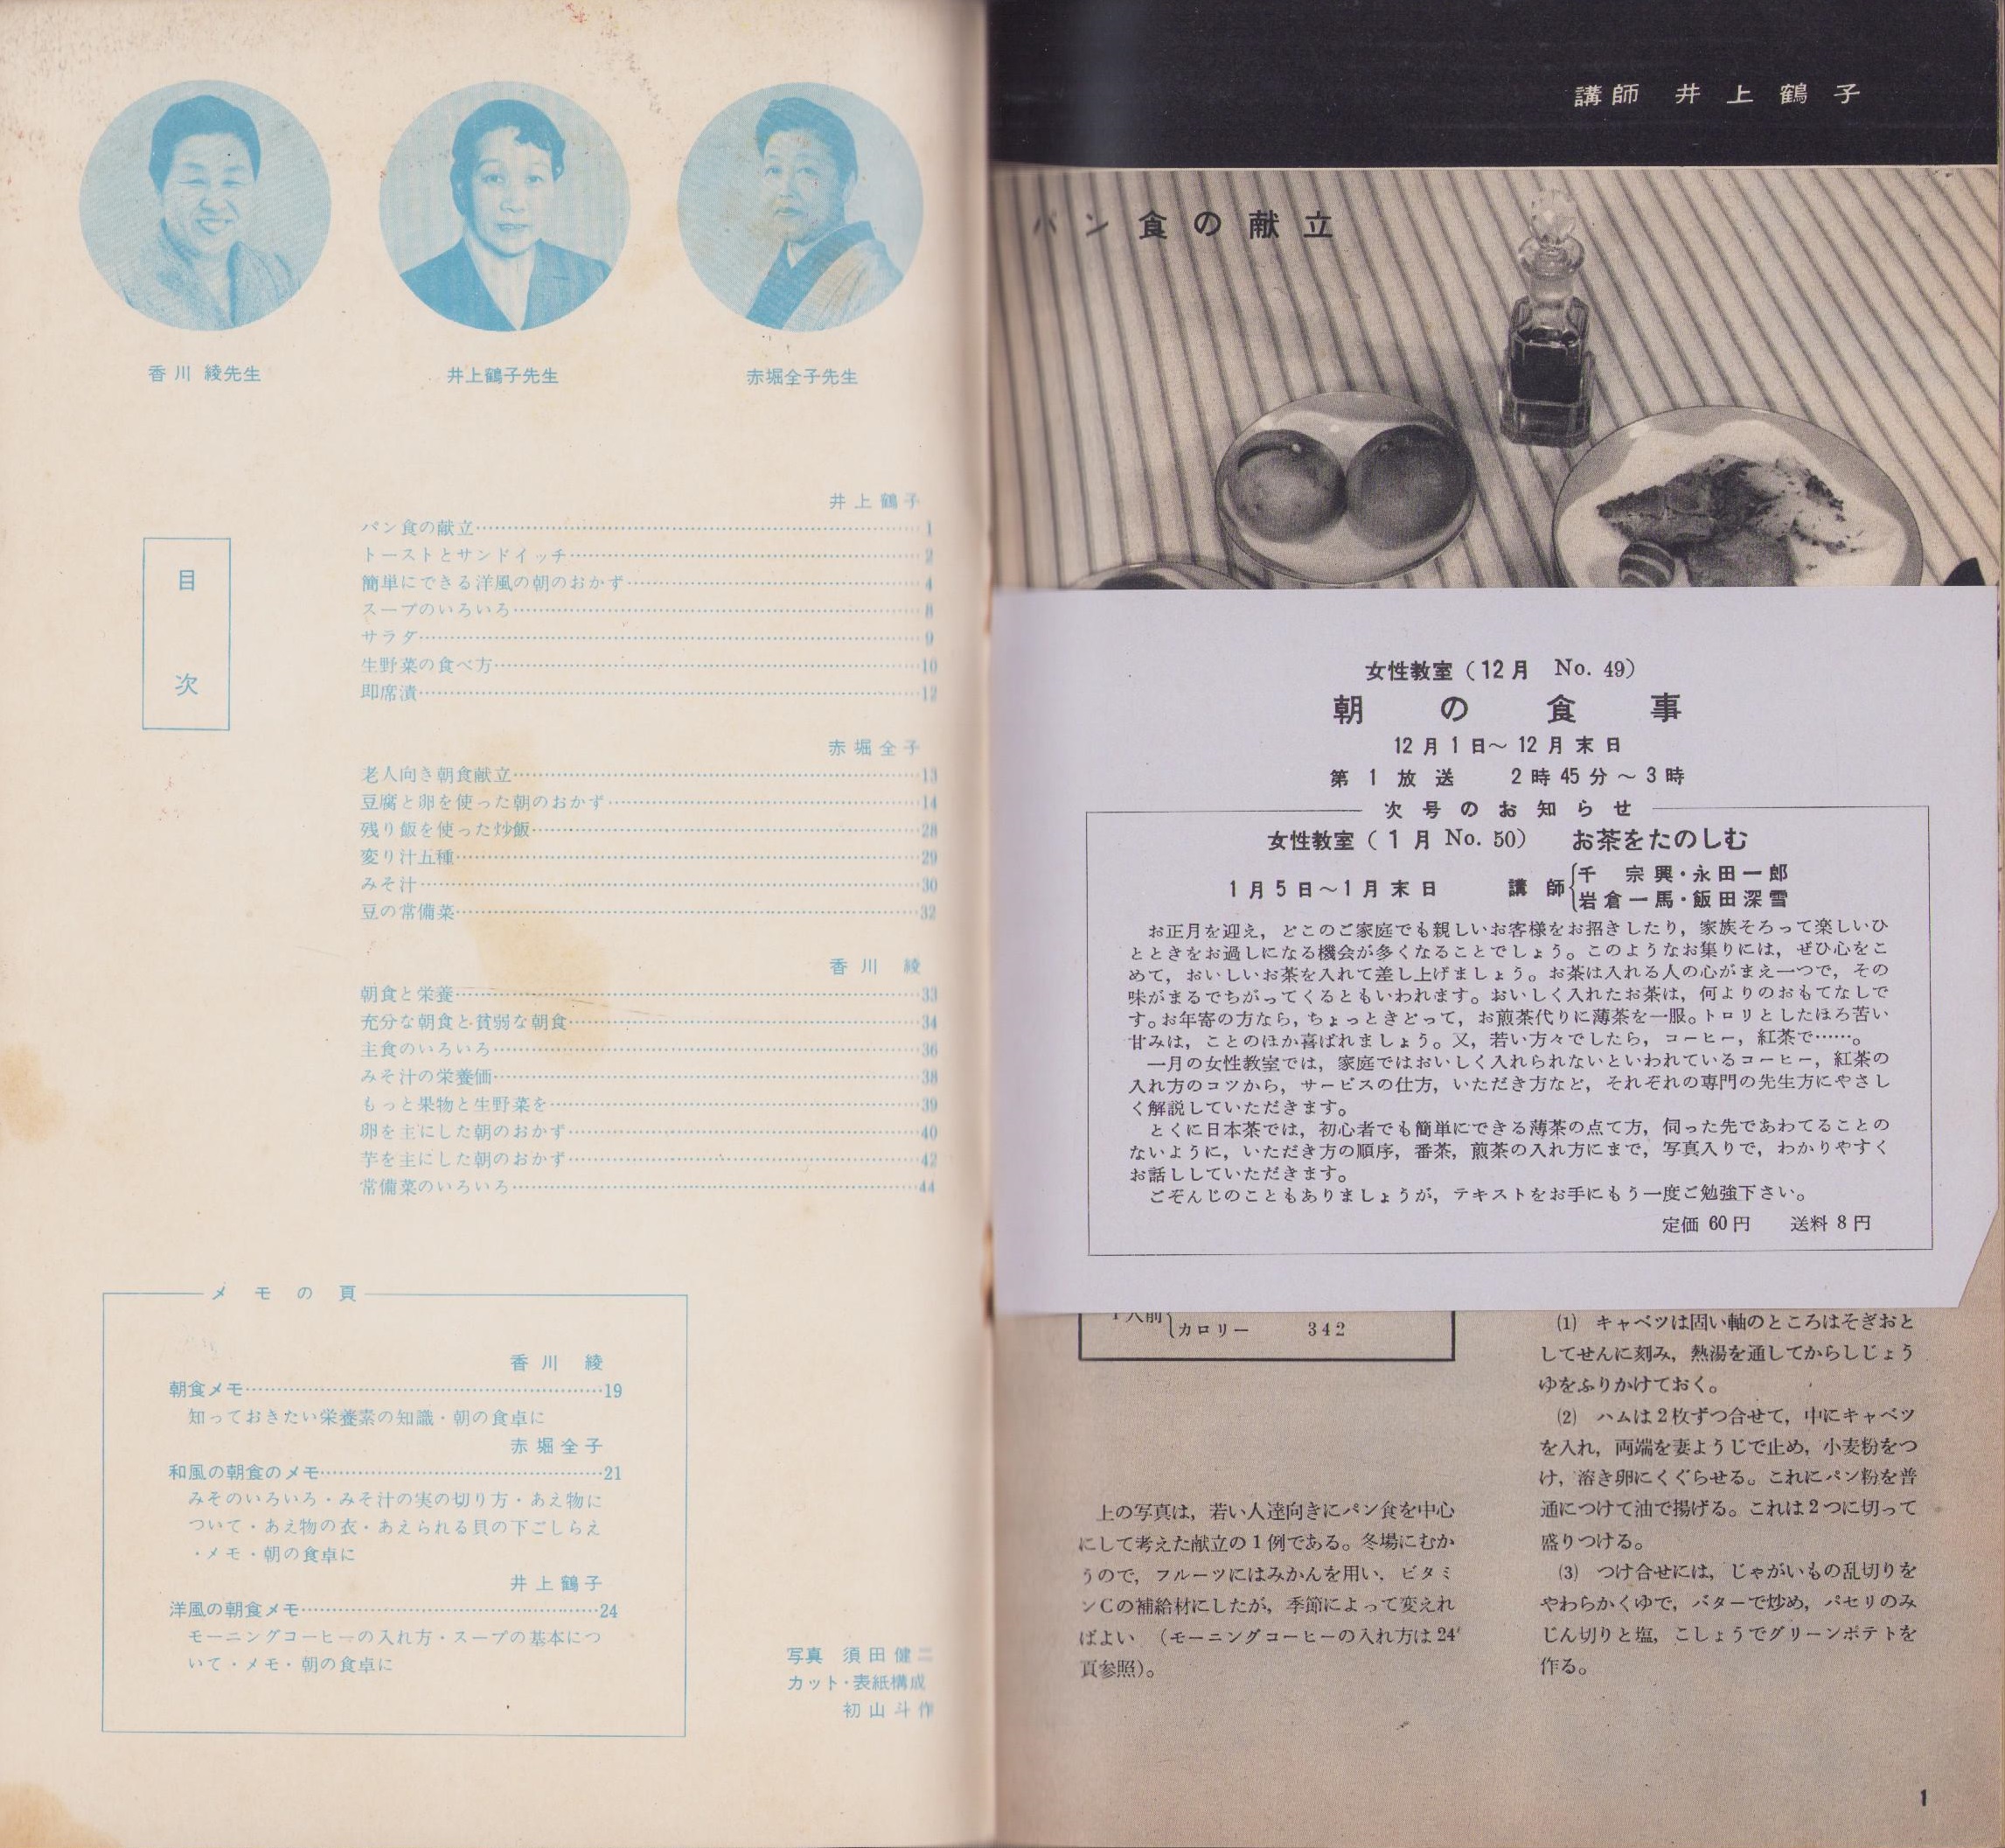 香川 綾先生
井上鶴子先生
赤堀全子先生
目次
井上鶴子
パン食の献立……1
トーストとサンドイッチ……2
簡単にできる洋風の朝のおかず……4
スープのいろいろ……8
サラダ……9
生野菜の食べ方……10
即席漬……12
赤堀全子
老人向き朝食献立……13
豆腐と卵を使った朝のおかず……14
残り飯を使った炒飯……28
変り汁五種……29
みそ汁……30
豆の常備菜……32
香川 綾
朝食と栄養……33
充分な朝食と貧弱な朝食……34
主食のいろいろ……36
みそ汁の栄養価……38
もっと果物と生野菜を……39
卵を主にした朝のおかず……40
芋を主にした朝のおかず……42
常備菜のいろいろ……44
メモの頁
香川 綾
朝食メモ……19
知っておきたい栄養素の知識・朝の食卓に
赤堀全子
和風の朝食のメモ……21
みそのいろいろ・みそ汁の実の切り方・あえ物に
ついて・あえ物の衣・あえられる貝の下ごしらえ
・メモ・朝の食卓に
井上鶴子
洋風の朝食メモ……24
モーニングコーヒーの入れ方・スープの基本につ
いて・メモ・朝の食卓に
写真 須田健二
カット・表紙構成
初山斗作
講師 井上鶴子
パン食の献立
女性教室(12月 No. 49)
朝の食事
12月1日～12月末日
第1放送 2時45分～3時
次号のお知らせ
女性教室(1月 No. 50) お茶をたのしむ
1月5日～1月末日 講師
千 宗興・永田一郎
岩倉一馬・飯田深雪
お正月を迎え，どこのご家庭でも親しいお客様をお招きしたり，家族そろって楽しいひ
とときをお過しになる機会が多くなることでしょう。このようなお集りには，ぜひ心をこ
めて，おいしいお茶を入れて差し上げましょう。お茶は入れる人の心がまえ一つで，その
味がまるでちがってくるともいわれます。おいしく入れたお茶は，何よりのおもてなしで
す。お年寄の方なら，ちょっときどって，お煎茶代りに薄茶を一服。トロリとしたほろ苦い
甘みは，ことのほか喜ばれましょう。又，若い方々でしたら，コーヒー，紅茶で……。
一月の女性教室では，家庭ではおいしく入れられないといわれているコーヒー，紅茶の
入れ方のコツから，サービスの仕方，いただき方など，それぞれの専門の先生方にやさし
く解説していただきます。
とくに日本茶では，初心者でも簡単にできる薄茶の点て方，伺った先であわてることの
ないように，いただき方の順序，番茶，煎茶の入れ方にまで，写真入りで，わかりやすく
お話ししていただきます。
ごぞんじのこともありましょうが，テキストをお手にもう一度ご勉強下さい。
定価 60円 送料 8円
1人前
カロリー 342
上の写真は，若い人達向きにパン食を中心
にして考えた献立の1例である。冬場にむか
うので，フルーツにはみかんを用い，ビタミ
ンCの補給材にしたが，季節によって変えれ
ばよい （モーニングコーヒーの入れ方は24
頁参照)。
(1) キャベツは固い軸のところはそぎおと
してせんに刻み，熱湯を通してからしじょう
ゆをふりかけておく。
(2) ハムは2枚ずつ合せて，中にキャベツ
を入れ，両端を妻ようじで止め，小麦粉をつ
け，溶き卵にくぐらせる。これにパン粉を普
通につけて油で揚げる。これは2つに切って
盛りつける。
(3) つけ合せには，じゃがいもの乱切りを
やわらかくゆで，バターで炒め，パセリのみ
じん切りと塩，こしょうでグリーンポテトを
作る。
1